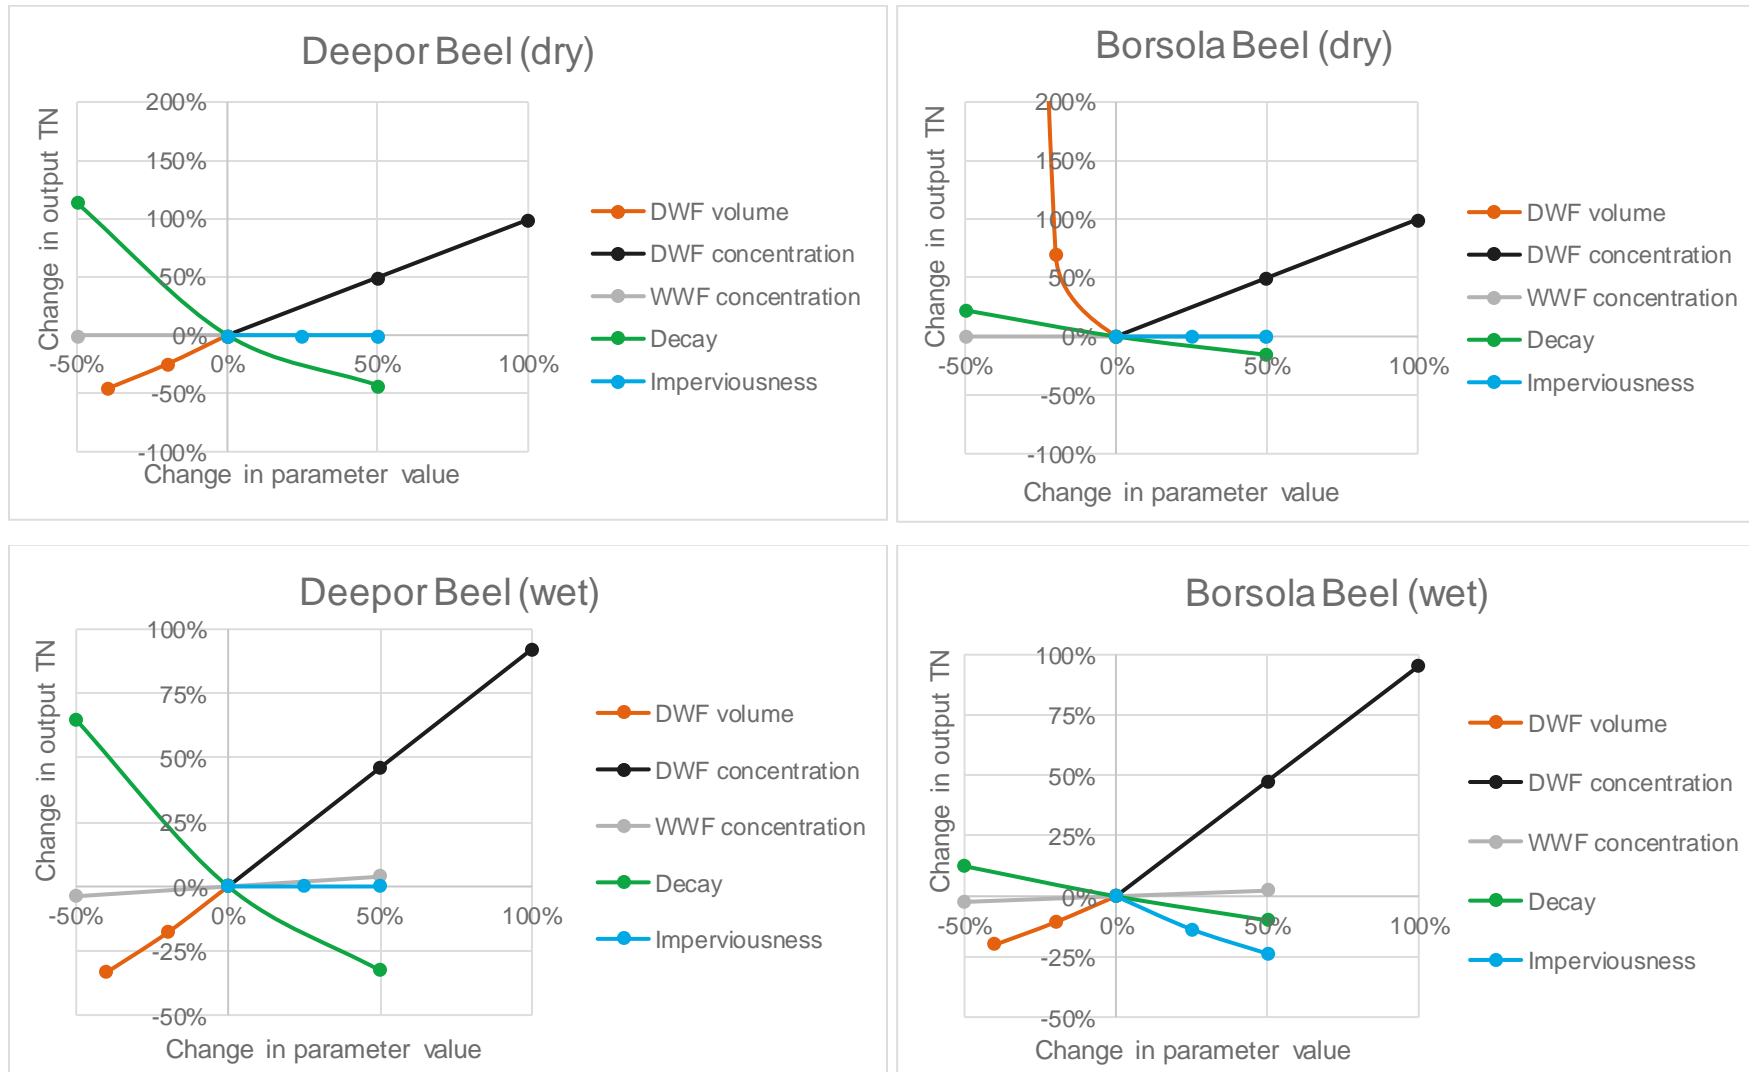 Deepor Beel (dry)
Change in output TN
200%
150%
100%
50%
0%
-50%
-100%
-50%
0%
50%
100%
Change in parameter value
DWF volume
DWF concentration
WWF concentration
Decay
Imperviousness
Borsola Beel (dry)
Change in output TN
200%
150%
100%
50%
0%
-50%
-100%
-50%
0%
50%
100%
Change in parameter value
DWF volume
DWF concentration
WWF concentration
Decay
Imperviousness
Deepor Beel (wet)
Change in output TN
100%
75%
50%
25%
0%
-25%
-50%
-50%
0%
50%
100%
Change in parameter value
DWF volume
DWF concentration
WWF concentration
Decay
Imperviousness
Borsola Beel (wet)
Change in output TN
100%
75%
50%
25%
0%
-25%
-50%
-50%
0%
50%
100%
Change in parameter value
DWF volume
DWF concentration
WWF concentration
Decay
Imperviousness